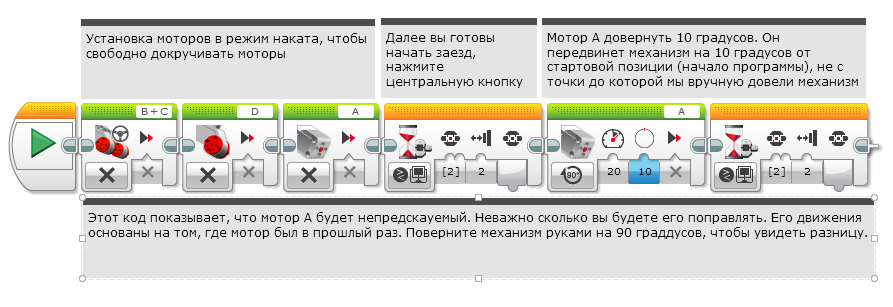 Установка моторов в режим наката, чтобы
свободно докручивать моторы
Далее вы готовы
начать заезд,
нажмите
центральную кнопку
Мотор А довернуть 10 градусов. Он
передвинет механизм на 10 градусов от
стартовой позиции (начало программы), не с
точки до которой мы вручную довели механизм
B+C
D
A
[2] 2
A
90°
20 10
[2] 2
Этот код показывает, что мотор А будет непредскауемый. Неважно сколько вы будете его поправлять. Его движения
основаны на том, где мотор был в прошлый раз. Поверните механизм руками на 90 граддусов, чтобы увидеть разницу.